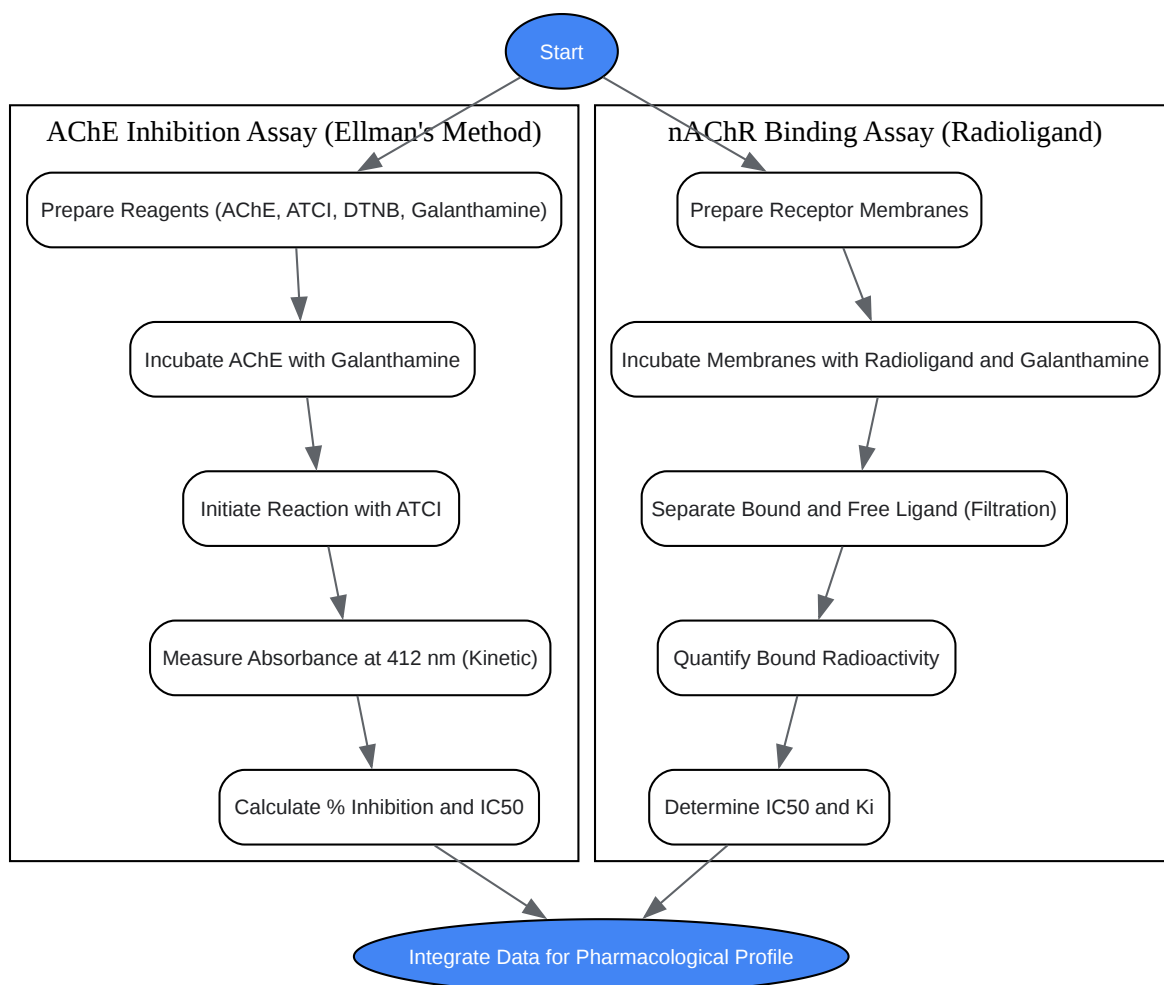 Start
AChE Inhibition Assay (Ellman's Method)
Prepare Reagents (AChE, ATCI, DTNB, Galanthamine)
Incubate AChE with Galanthamine
Initiate Reaction with ATCI
Measure Absorbance at 412 nm (Kinetic)
Calculate % Inhibition and IC50
nAChR Binding Assay (Radioligand)
Prepare Receptor Membranes
Incubate Membranes with Radioligand and Galanthamine
Separate Bound and Free Ligand (Filtration)
Quantify Bound Radioactivity
Determine IC50 and Ki
Integrate Data for Pharmacological Profile